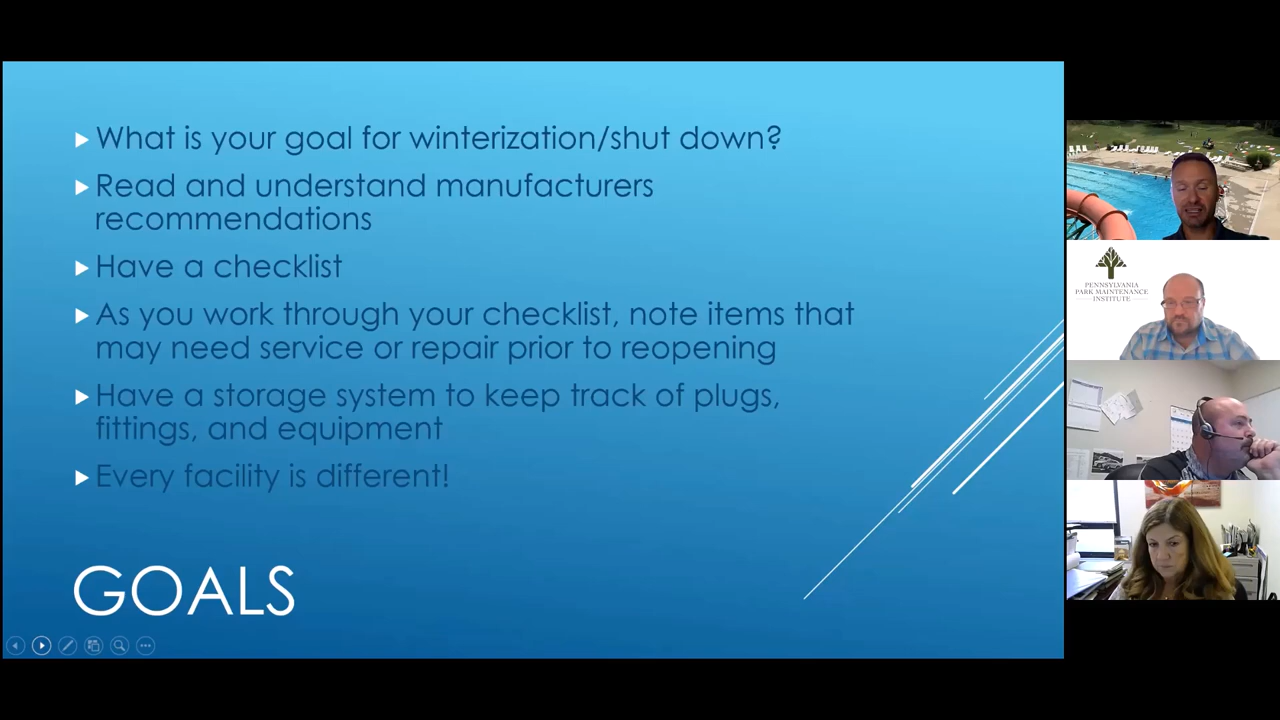 What is your goal for winterization/shut down?
Read and understand manufacturers
recommendations
Have a checklist
As you work through your checklist, note items that
may need service or repair prior to reopening
Have a storage system to keep track of plugs,
fittings, and equipment
Every facility is different!
GOALS
PENNSYLVANIA
PARK MAINTENANCE
INSTITUTE